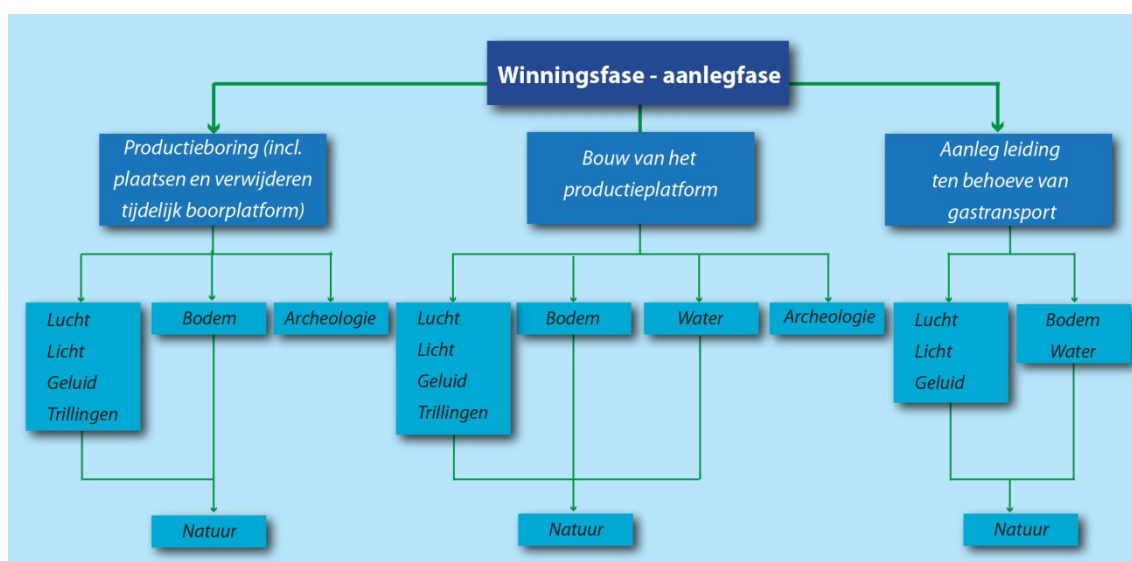 Winningsfase - aanlegfase
Productieboring (incl.
plaatsen en verwijderen
tijdelijk boorplatform)
Bouw van het
productieplatform
Aanleg leiding
ten behoeve van
gastransport
Lucht
Licht
Geluid
Trillingen
Bodem
Archeologie
Lucht
Licht
Geluid
Trillingen
Bodem
Water
Archeologie
Lucht
Licht
Geluid
Bodem
Water
Natuur
Natuur
Natuur